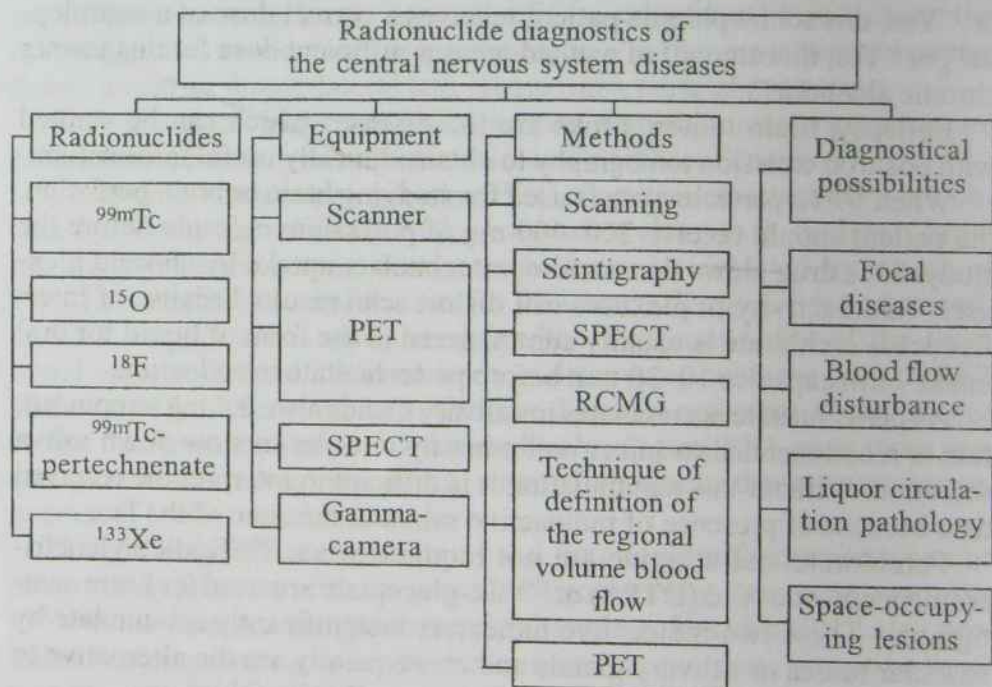 Radionuclide diagnostics of
the central nervous system diseases
Radionuclides
⁹⁹ᵐTc
¹⁵O
¹⁸F
⁹⁹ᵐTc-
pertechnenate
¹³³Xe
Equipment
Scanner
PET
SPECT
Gamma-
camera
Methods
Scanning
Scintigraphy
SPECT
RCMG
Technique of
definition of
the regional
volume blood
flow
PET
Diagnostical
possibilities
Focal
diseases
Blood flow
disturbance
Liquor circula-
tion pathology
Space-occupy-
ing lessons